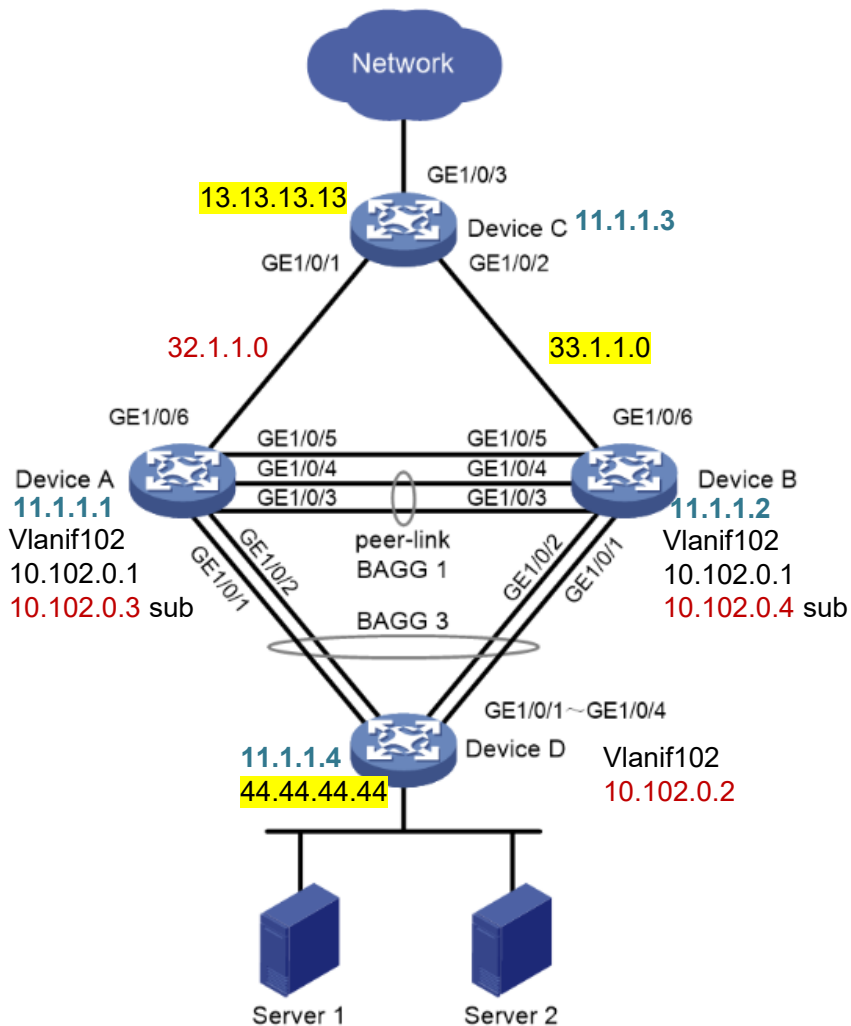 Network
GE1/0/3
13.13.13.13
Device C 11.1.1.3
GE1/0/1
GE1/0/2
32.1.1.0
33.1.1.0
GE1/0/6
GE1/0/6
GE1/0/5
GE1/0/5
GE1/0/4
GE1/0/4
GE1/0/3
GE1/0/3
Device A
11.1.1.1
Vlanif102
10.102.0.1
10.102.0.3 sub
Device B
11.1.1.2
Vlanif102
10.102.0.1
10.102.0.4 sub
peer-link
BAGG 1
GE1/0/2
GE1/0/1
GE1/0/2
GE1/0/1
BAGG 3
GE1/0/1~GE1/0/4
Device D
11.1.1.4
44.44.44.44
Vlanif102
10.102.0.2
Server 1
Server 2